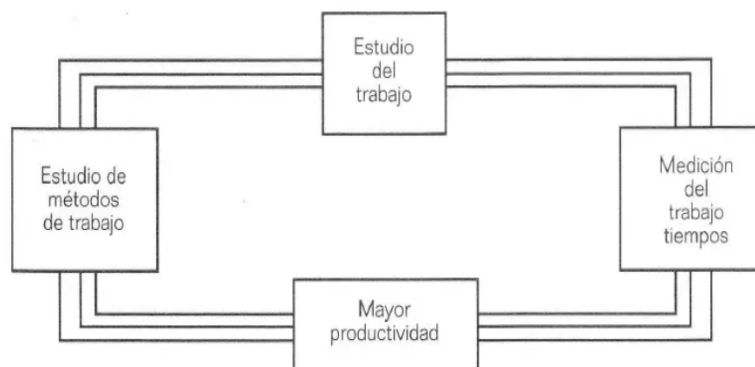 Estudio
del
trabajo
Estudio de
métodos
de trabajo
Medición
del
trabajo
tiempos
Mayor
productividad